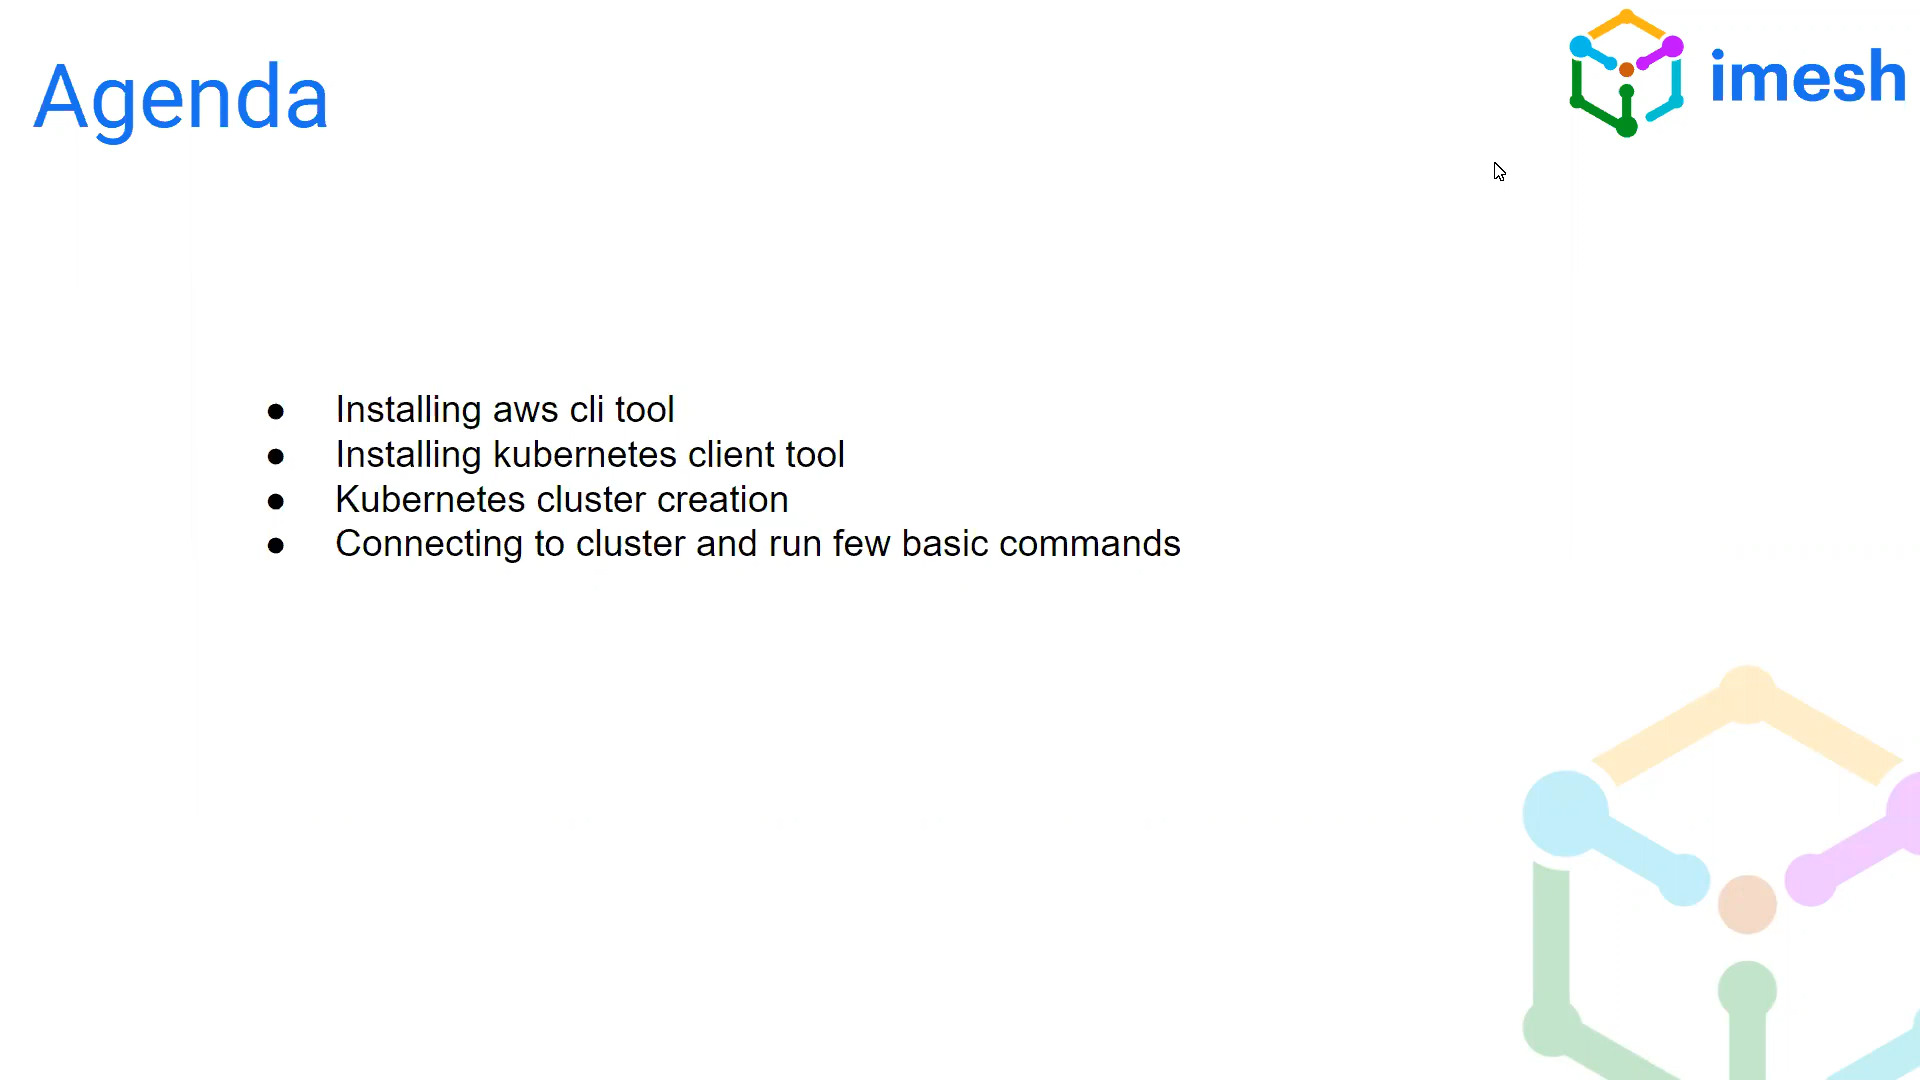 Agenda
imesh
● Installing aws cli tool
● Installing kubernetes client tool
● Kubernetes cluster creation
● Connecting to cluster and run few basic commands